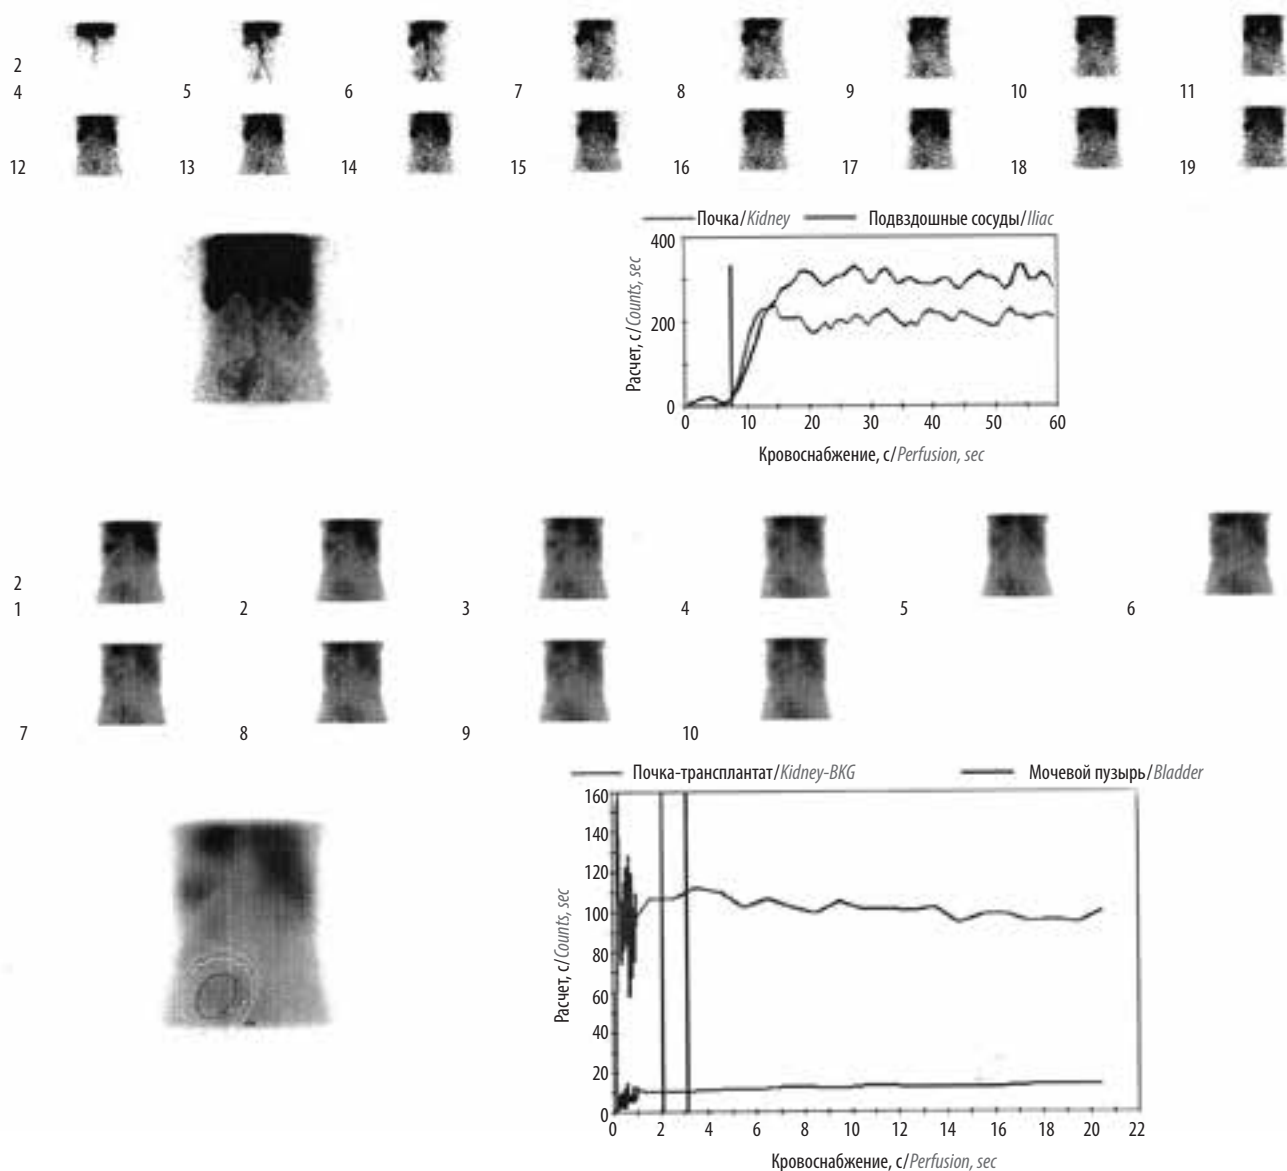 2
4 5 6 7 8 9 10 11
12 13 14 15 16 17 18 19
Почка/Kidney Подвздошные сосуды/Iliac
400
200
0
Расчет, с/Counts, sec
0 10 20 30 40 50 60
Кровоснабжение, с/Perfusion, sec
2
1 2 3 4 5 6
7 8 9 10
Почка-трансплантат/Kidney-BKG Мочевой пузырь/Bladder
160
140
120
100
80
60
40
20
0
Расчет, с/Counts, sec
0 2 4 6 8 10 12 14 16 18 20 22
Кровоснабжение, с/Perfusion, sec